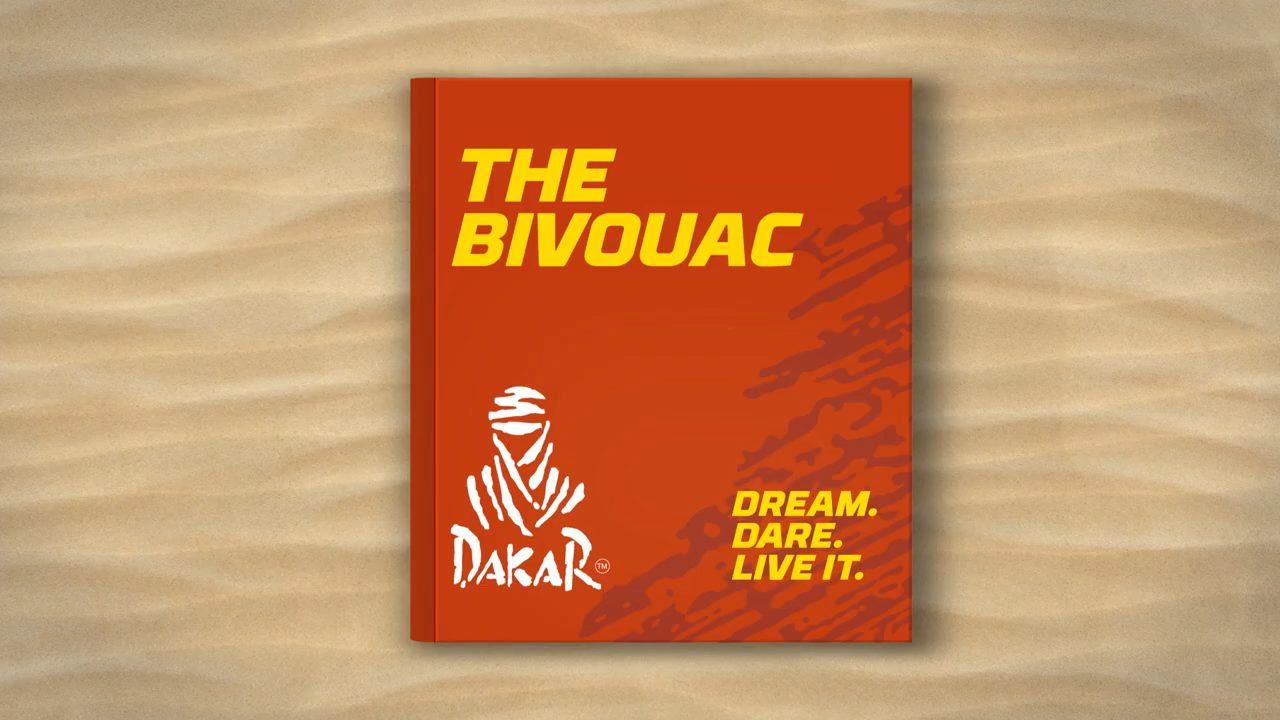 THE
BIVOUAC
DAKAR™
DREAM.
DARE.
LIVE IT.